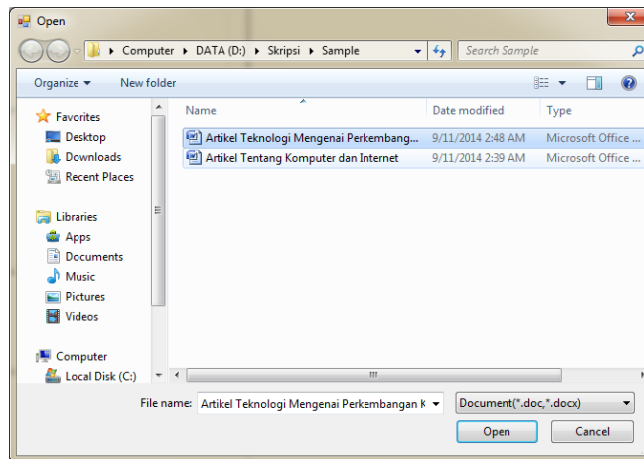 Open
Computer ▸ DATA (D:) ▸ Skripsi ▸ Sample
Search Sample
Organize
New folder
Name
Date modified
Type
Artikel Teknologi Mengenai Perkembang...
9/11/2014 2:48 AM
Microsoft Office ...
Artikel Tentang Komputer dan Internet
9/11/2014 2:39 AM
Microsoft Office ...
Favorites
Desktop
Downloads
Recent Places
Libraries
Apps
Documents
Music
Pictures
Videos
Computer
Local Disk (C:)
File name:
Artikel Teknologi Mengenai Perkembangan K
Document(*.doc,*.docx)
Open
Cancel